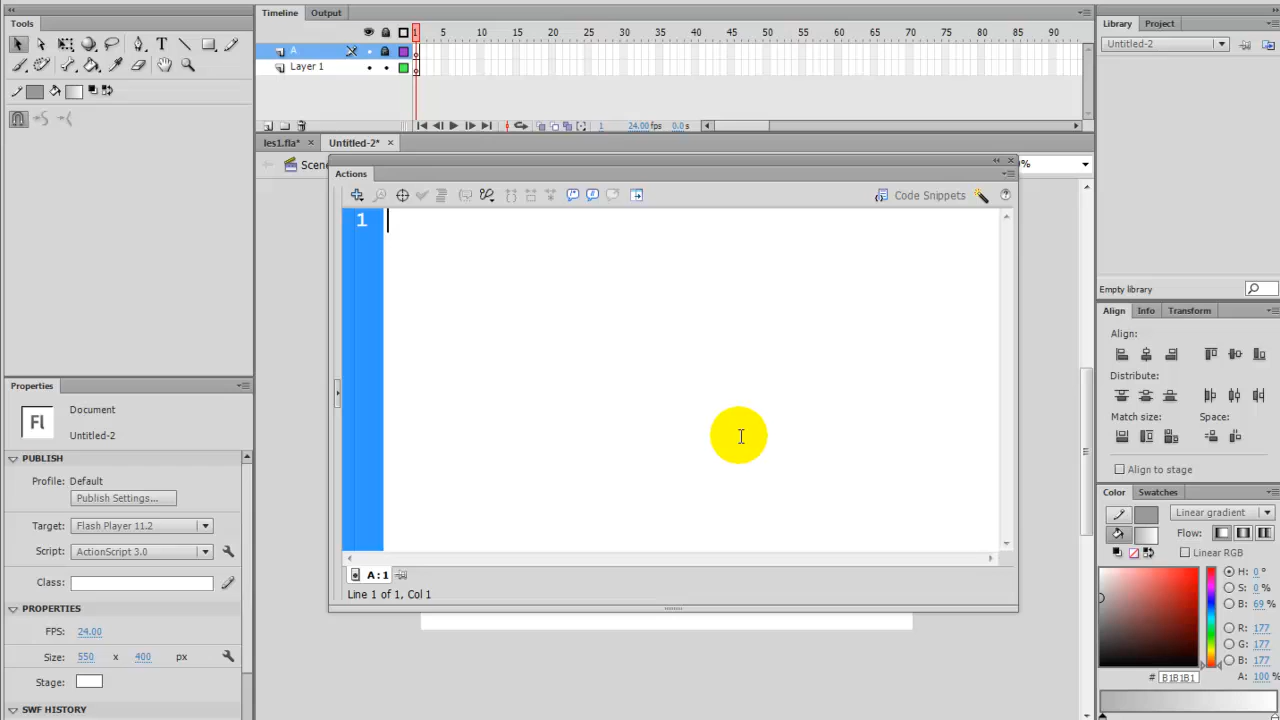 Tools
Timeline
Output
1 5 10 15 20 25 30 35 40 45 50 55 60 65 70 75 80 85 90
A
Layer 1
1 24.00 fps 0.0 s
les1.fla*
Untitled-2*
Scen
%
Actions
Code Snippets
1
A : 1
Line 1 of 1, Col 1
Properties
Fl
Document
Untitled-2
PUBLISH
Profile: Default
Publish Settings...
Target: Flash Player 11.2
Script: ActionScript 3.0
Class:
PROPERTIES
FPS: 24.00
Size: 550 x 400 px
Stage:
SWF HISTORY
Library
Project
Untitled-2
Empty library
Align
Info
Transform
Align:
Distribute:
Match size:
Space:
Align to stage
Color
Swatches
Linear gradient
Flow:
Linear RGB
H: 0 °
S: 0 %
B: 69 %
R: 177
G: 177
B: 177
# B1B1B1
A: 100 %